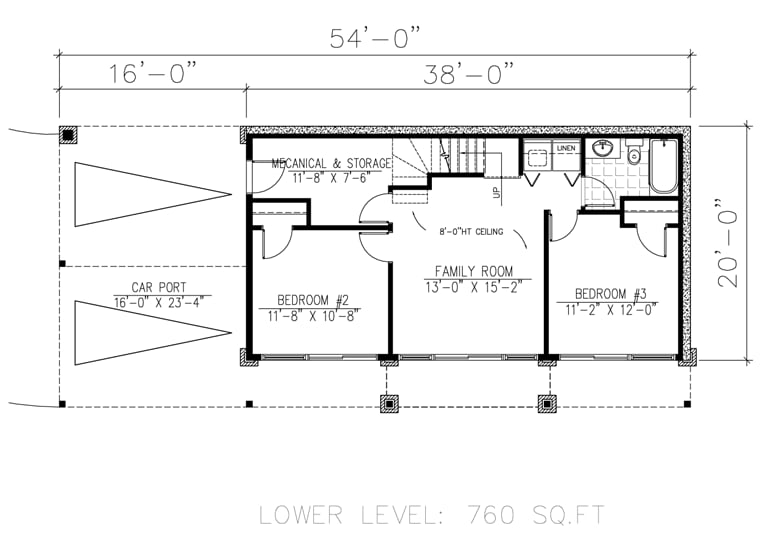 54'-0"
16'-0" 38'-0"
MECANICAL & STORAGE
11'-8" X 7'-6"
LINEN
UP
8'-0"HT CEILING
20'-0"
FAMILY ROOM
13'-0" X 15'-2"
CAR PORT
16'-0" X 23'-4"
BEDROOM #2
11'-8" X 10'-8"
BEDROOM #3
11'-2" X 12'-0"
LOWER LEVEL: 760 SQ.FT